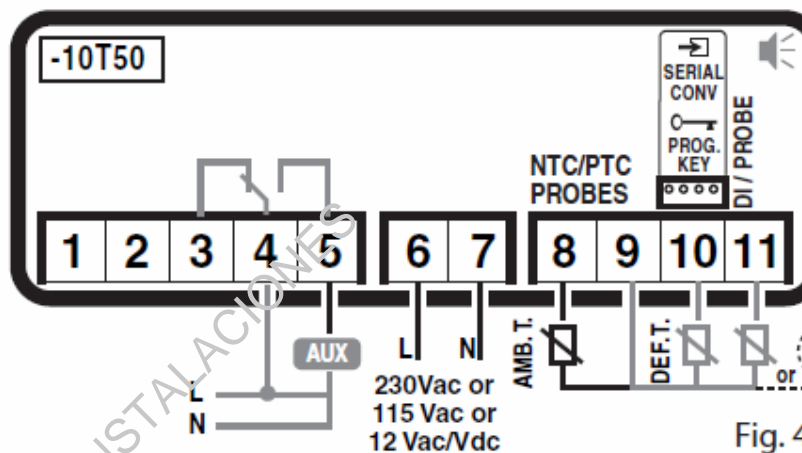 -10T50
SERIAL
CONV
PROG.
KEY
DI / PROBE
NTC/PTC
PROBES
1 2 3 4 5 6 7 8 9 10 11
AUX
L N
AMB. T.
DEF.T.
or
L
N
230Vac or
115 Vac or
12 Vac/Vdc
Fig. 4
STALACIONES